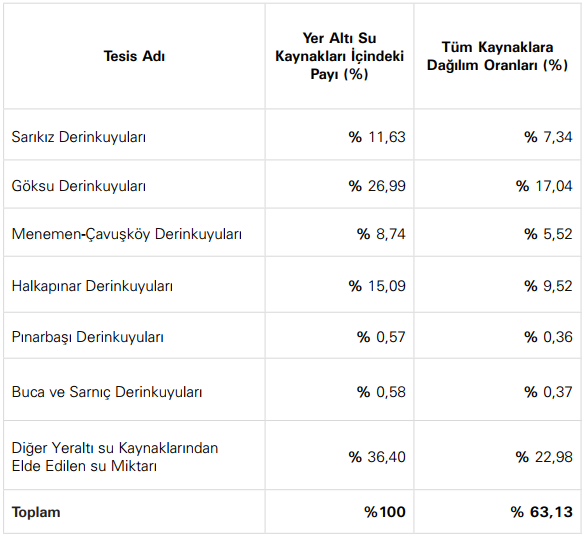 Tesis Adı
Yer Altı Su
Kaynakları İçindeki
Payı (%)
Tüm Kaynaklara
Dağılım Oranları (%)
Sarıkız Derinkuyuları % 11,63 % 7,34
Göksu Derinkuyuları % 26,99 % 17,04
Menemen-Çavuşköy Derinkuyuları % 8,74 % 5,52
Halkapınar Derinkuyuları % 15,09 % 9,52
Pınarbaşı Derinkuyuları % 0,57 % 0,36
Buca ve Sarnıç Derinkuyuları % 0,58 % 0,37
Diğer Yeraltı su Kaynaklarından
Elde Edilen su Miktarı % 36,40 % 22,98
Toplam %100 % 63,13